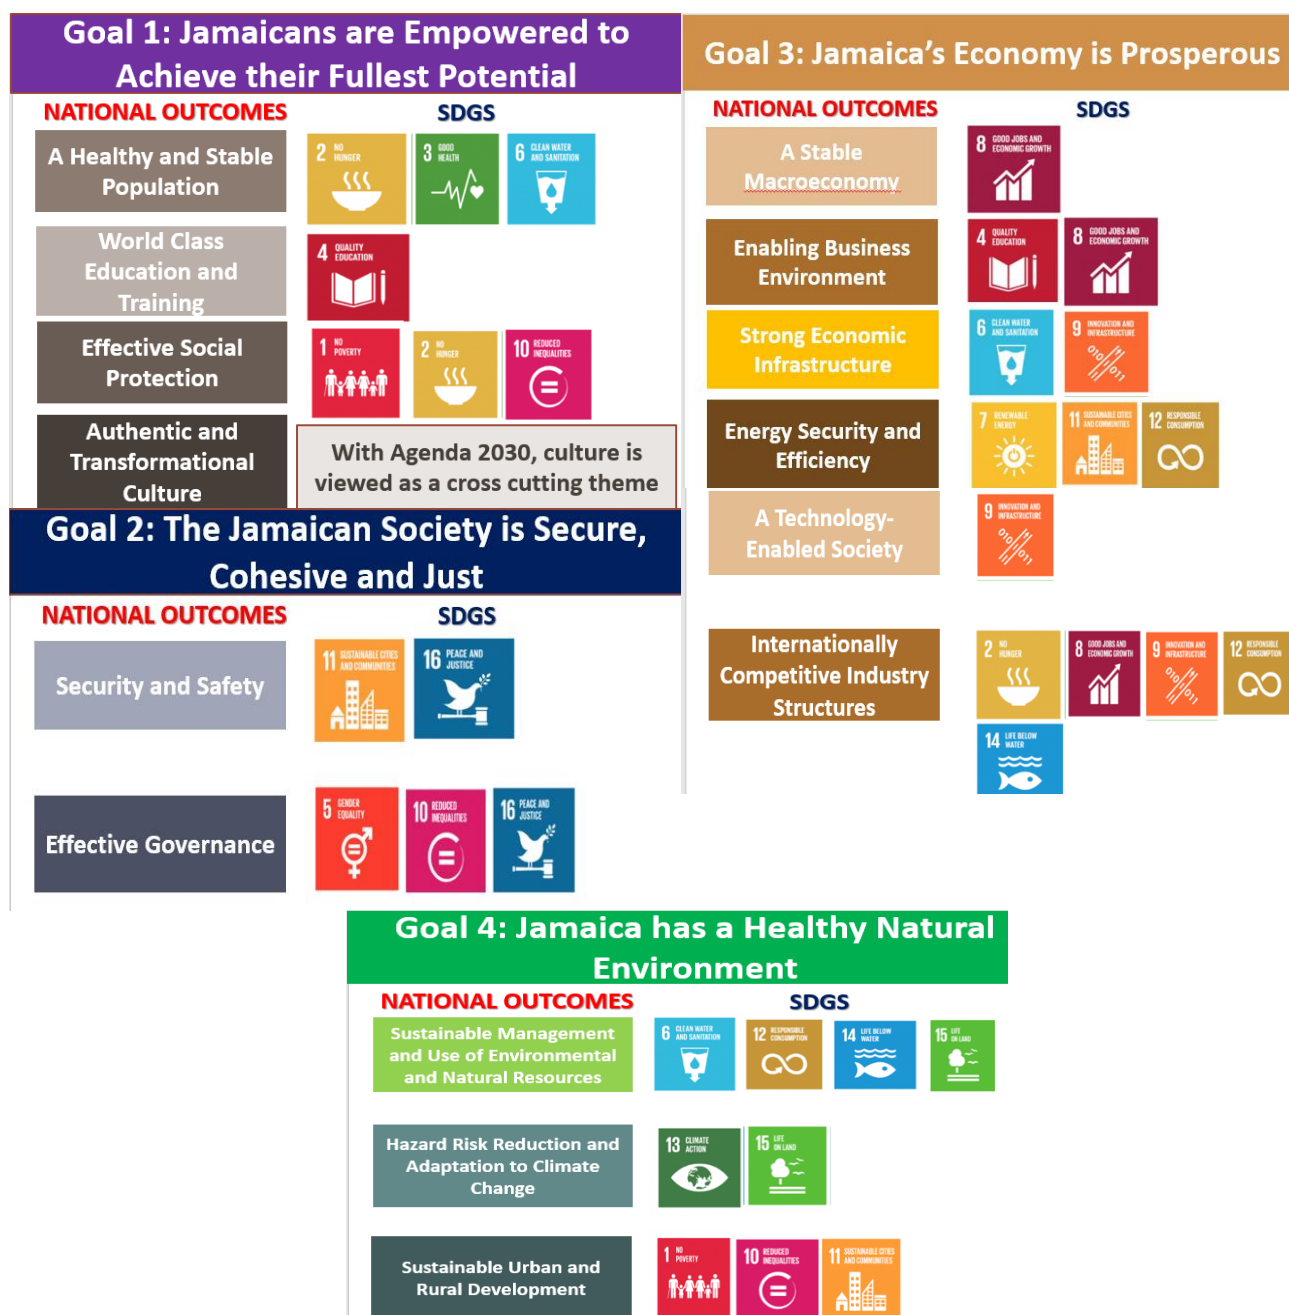 Goal 1: Jamaicans are Empowered to
Achieve their Fullest Potential
NATIONAL OUTCOMES SDGS
A Healthy and Stable
Population
2 NO
HUNGER
3 GOOD
HEALTH
6 CLEAN WATER
AND SANITATION
World Class
Education and
Training
4 QUALITY
EDUCATION
Effective Social
Protection
1 NO
POVERTY
2 NO
HUNGER
10 REDUCED
INEQUALITIES
Authentic and
Transformational
Culture
With Agenda 2030, culture is
viewed as a cross cutting theme
Goal 2: The Jamaican Society is Secure,
Cohesive and Just
NATIONAL OUTCOMES SDGS
Security and Safety
11 SUSTAINABLE CITIES
AND COMMUNITIES
16 PEACE AND
JUSTICE
Effective Governance
5 GENDER
EQUALITY
10 REDUCED
INEQUALITIES
16 PEACE AND
JUSTICE
Goal 3: Jamaica’s Economy is Prosperous
NATIONAL OUTCOMES SDGS
A Stable
Macroeconomy
8 GOOD JOBS AND
ECONOMIC GROWTH
Enabling Business
Environment
4 QUALITY
EDUCATION
8 GOOD JOBS AND
ECONOMIC GROWTH
Strong Economic
Infrastructure
6 CLEAN WATER
AND SANITATION
9 INNOVATION AND
INFRASTRUCTURE
Energy Security and
Efficiency
7 RENEWABLE
ENERGY
11 SUSTAINABLE CITIES
AND COMMUNITIES
12 RESPONSIBLE
CONSUMPTION
A Technology-
Enabled Society
9 INNOVATION AND
INFRASTRUCTURE
Internationally
Competitive Industry
Structures
2 NO
HUNGER
8 GOOD JOBS AND
ECONOMIC GROWTH
9 INNOVATION AND
INFRASTRUCTURE
12 RESPONSIBLE
CONSUMPTION
14 LIFE BELOW
WATER
Goal 4: Jamaica has a Healthy Natural
Environment
NATIONAL OUTCOMES SDGS
Sustainable Management
and Use of Environmental
and Natural Resources
6 CLEAN WATER
AND SANITATION
12 RESPONSIBLE
CONSUMPTION
14 LIFE BELOW
WATER
15 LIFE
ON LAND
Hazard Risk Reduction and
Adaptation to Climate
Change
13 CLIMATE
ACTION
15 LIFE
ON LAND
Sustainable Urban and
Rural Development
1 NO
POVERTY
10 REDUCED
INEQUALITIES
11 SUSTAINABLE CITIES
AND COMMUNITIES